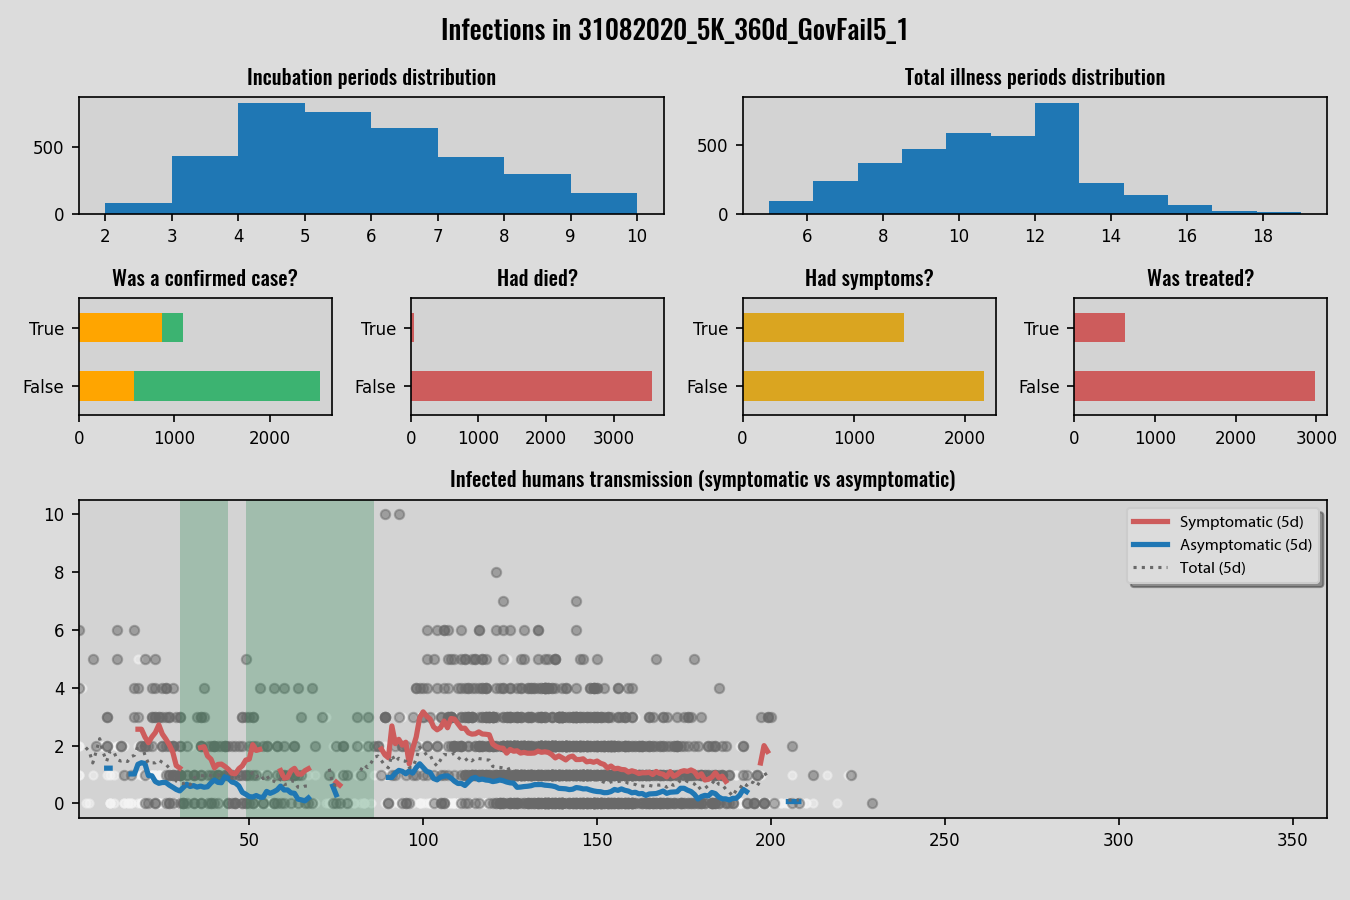 Infections in 31082020_5K_360d_GovFail5_1
Incubation periods distribution
500
0
2 3 4 5 6 7 8 9 10
Total illness periods distribution
500
0
6 8 10 12 14 16 18
Was a confirmed case?
True
False
0 1000 2000
Had died?
True
False
0 1000 2000 3000
Had symptoms?
True
False
0 1000 2000
Was treated?
True
False
0 1000 2000 3000
Infected humans transmission (symptomatic vs asymptomatic)
10
8
6
4
2
0
50 100 150 200 250 300 350
Symptomatic (5d)
Asymptomatic (5d)
Total (5d)